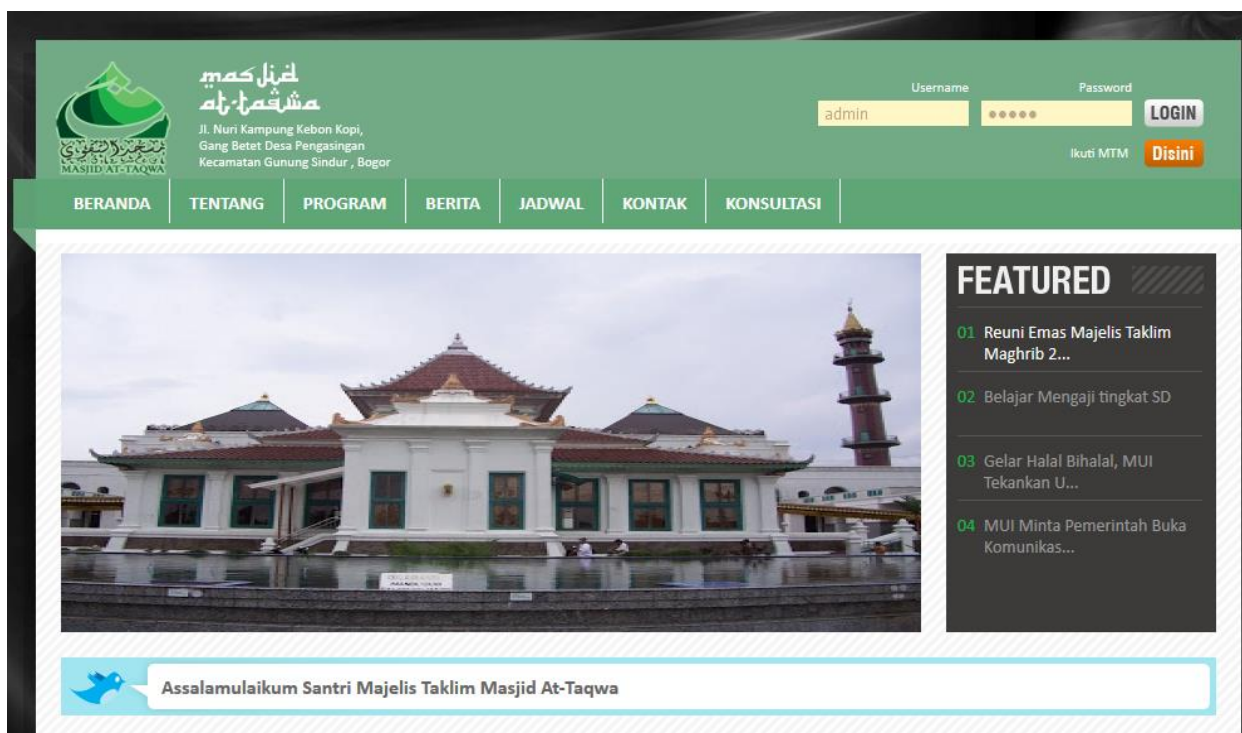 masjid
at-taqwa
Jl. Nuri Kampung Kebon Kopi,
Gang Betet Desa Pengasingan
Kecamatan Gunung Sindur , Bogor
MASJID AT-TAQWA
Username
Password
admin
LOGIN
Ikuti MTM
Disini
BERANDA
TENTANG
PROGRAM
BERITA
JADWAL
KONTAK
KONSULTASI
FEATURED
01 Reuni Emas Majelis Taklim
Maghrib 2...
02 Belajar Mengaji tingkat SD
03 Gelar Halal Bihalal, MUI
Tekankan U...
04 MUI Minta Pemerintah Buka
Komunikas...
Assalamulaikum Santri Majelis Taklim Masjid At-Taqwa